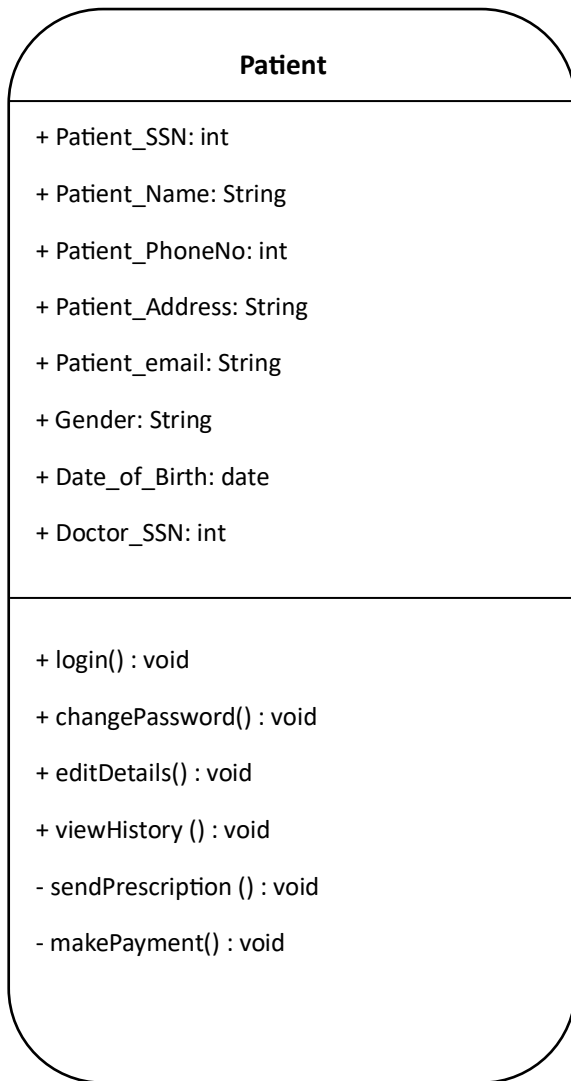 Patient
+ Patient_SSN: int
+ Patient_Name: String
+ Patient_PhoneNo: int
+ Patient_Address: String
+ Patient_email: String
+ Gender: String
+ Date_of_Birth: date
+ Doctor_SSN: int
+ login() : void
+ changePassword() : void
+ editDetails() : void
+ viewHistory () : void
- sendPrescription () : void
- makePayment() : void